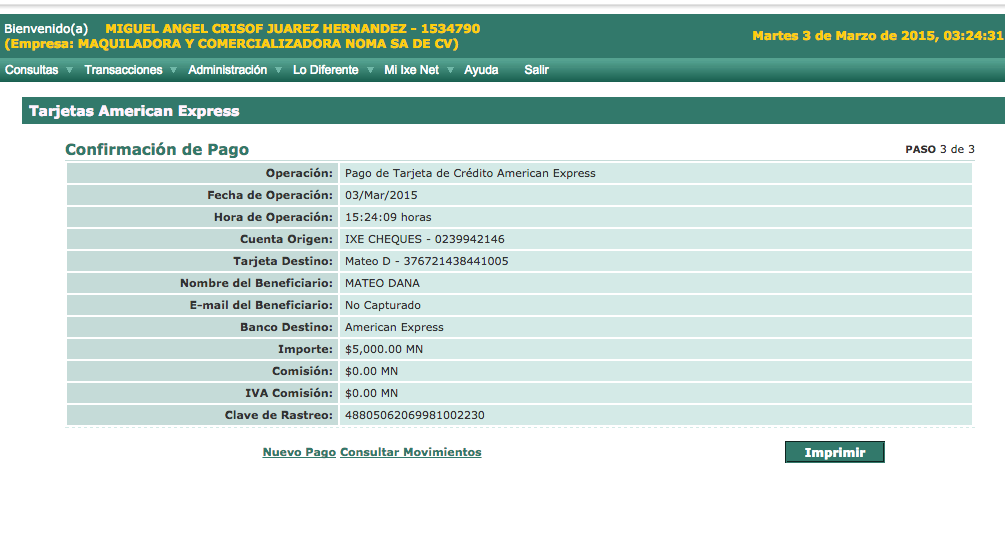 Bienvenido(a) MIGUEL ANGEL CRISOF JUAREZ HERNANDEZ - 1534790
(Empresa: MAQUILADORA Y COMERCIALIZADORA NOMA SA DE CV)
Martes 3 de Marzo de 2015, 03:24:31
Consultas Transacciones Administración Lo Diferente Mi Ixe Net Ayuda Salir
Tarjetas American Express
Confirmación de Pago PASO 3 de 3
Operación: Pago de Tarjeta de Crédito American Express
Fecha de Operación: 03/Mar/2015
Hora de Operación: 15:24:09 horas
Cuenta Origen: IXE CHEQUES - 0239942146
Tarjeta Destino: Mateo D - 376721438441005
Nombre del Beneficiario: MATEO DANA
E-mail del Beneficiario: No Capturado
Banco Destino: American Express
Importe: $5,000.00 MN
Comisión: $0.00 MN
IVA Comisión: $0.00 MN
Clave de Rastreo: 48805062069981002230
Nuevo Pago Consultar Movimientos Imprimir